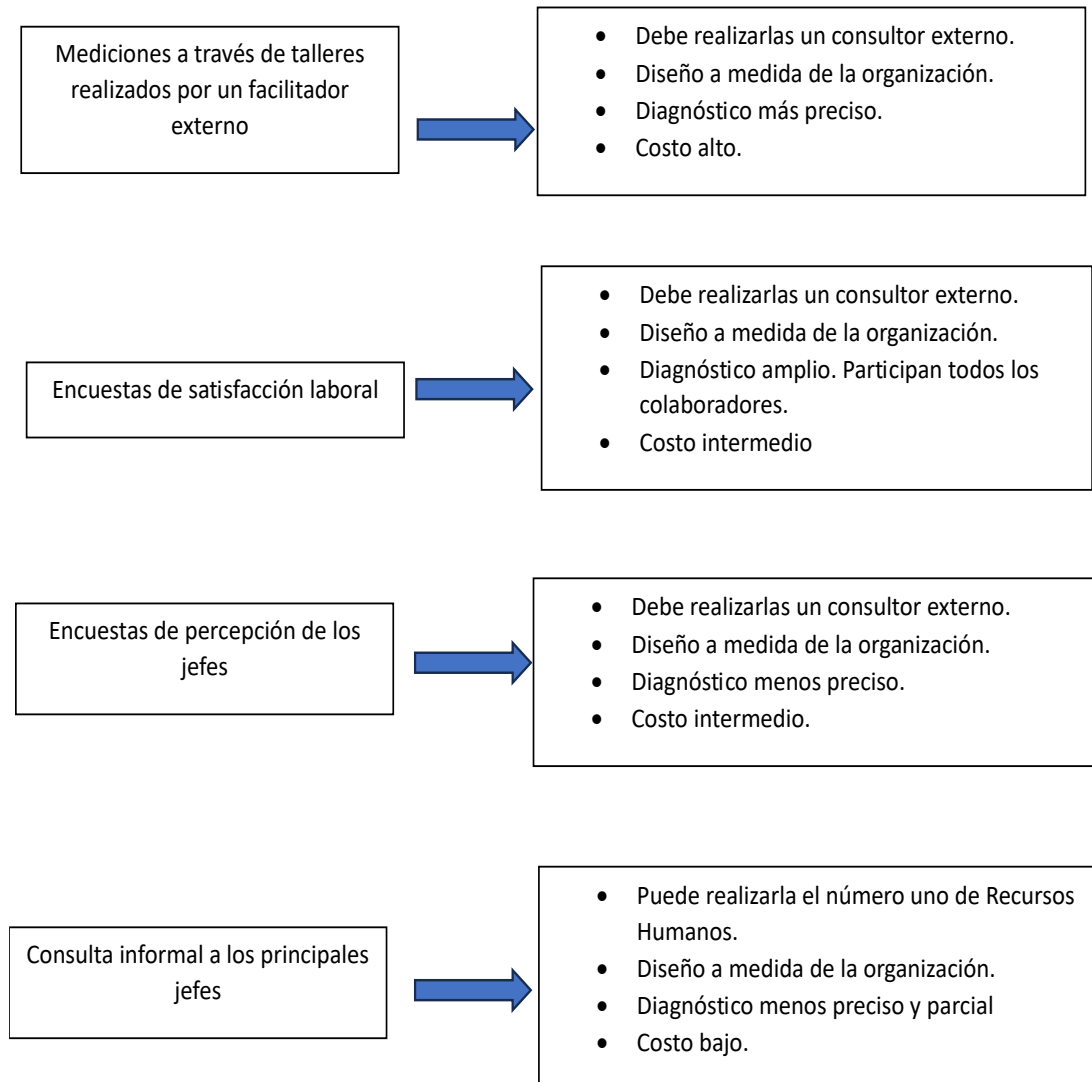 Mediciones a través de talleres
realizados por un facilitador
externo
• Debe realizarlas un consultor externo.
• Diseño a medida de la organización.
• Diagnóstico más preciso.
• Costo alto.
Encuestas de satisfacción laboral
• Debe realizarlas un consultor externo.
• Diseño a medida de la organización.
• Diagnóstico amplio. Participan todos los
colaboradores.
• Costo intermedio
Encuestas de percepción de los
jefes
• Debe realizarlas un consultor externo.
• Diseño a medida de la organización.
• Diagnóstico menos preciso.
• Costo intermedio.
Consulta informal a los principales
jefes
• Puede realizarla el número uno de Recursos
Humanos.
• Diseño a medida de la organización.
• Diagnóstico menos preciso y parcial
• Costo bajo.